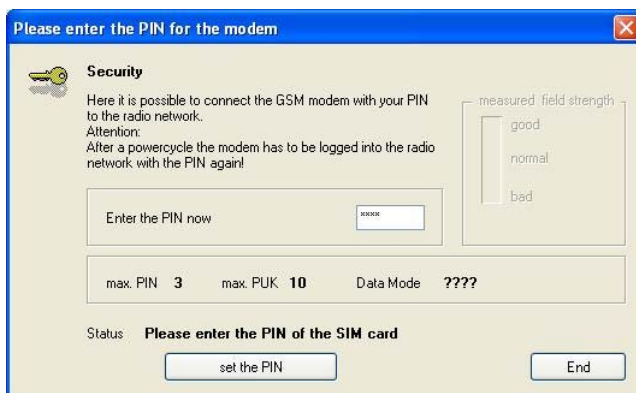 Please enter the PIN for the modem
Security
Here it is possible to connect the GSM modem with your PIN
to the radio network.
Attention:
After a powercycle the modem has to be logged into the radio
network with the PIN again!
measured field strength
good
normal
bad
Enter the PIN now
****
max. PIN 3 max. PUK 10 Data Mode ????
Status Please enter the PIN of the SIM card
set the PIN
End